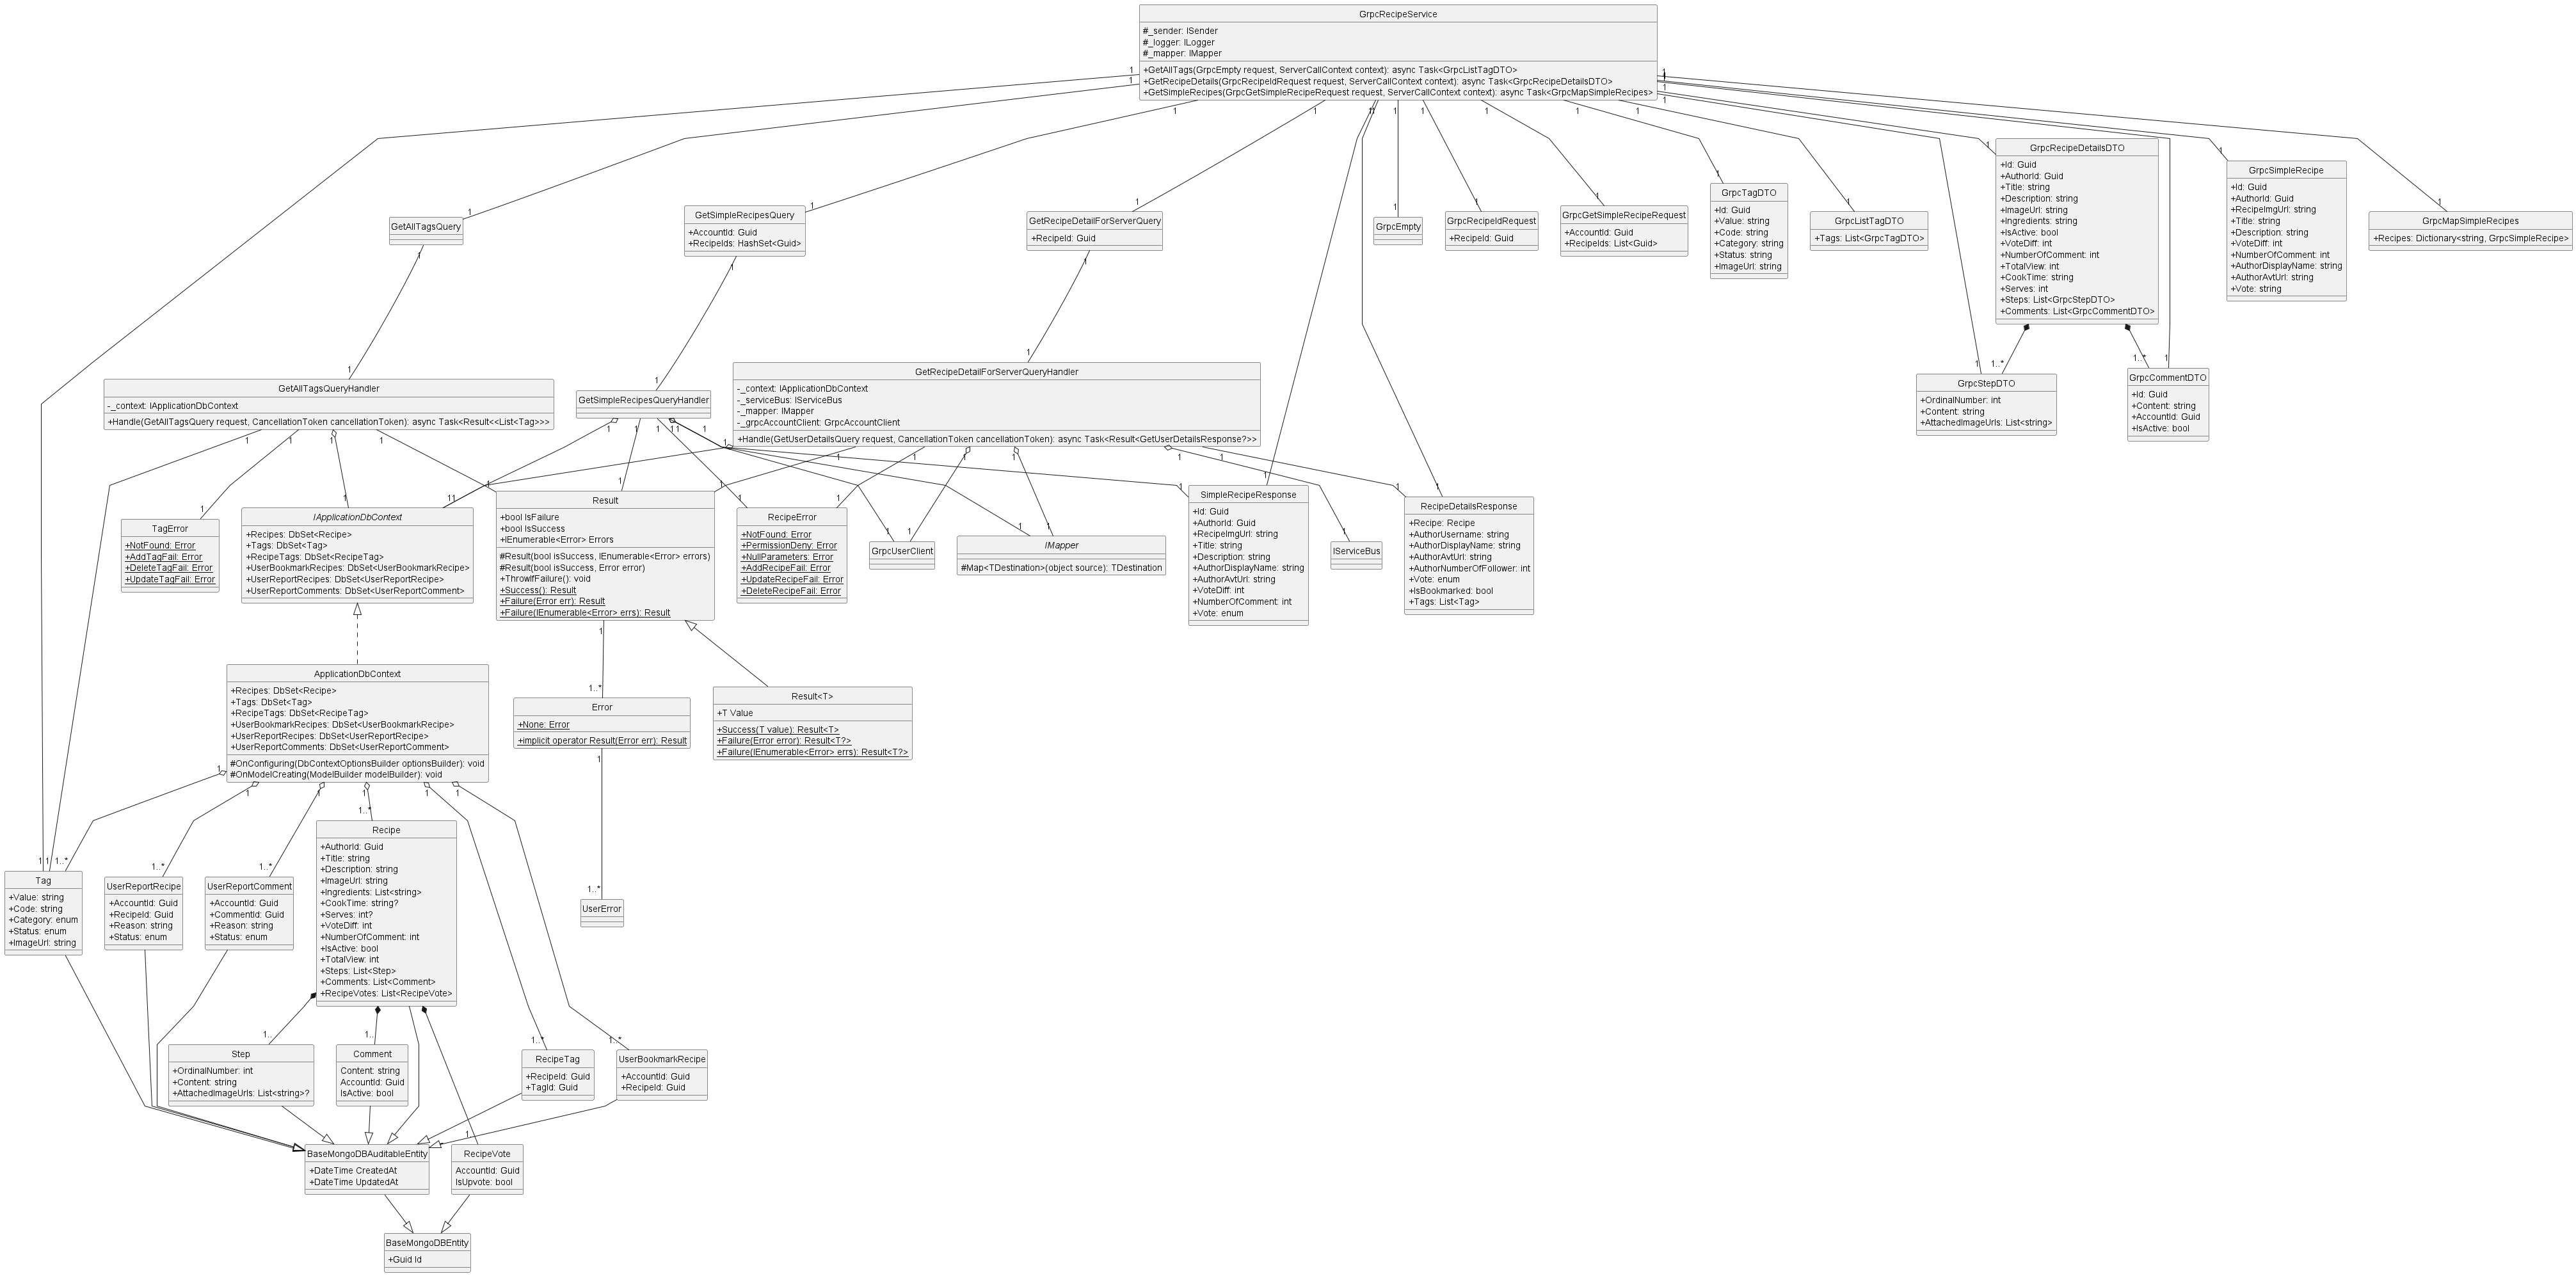 GrpcRecipeService
#_sender: ISender
#_logger: ILogger
#_mapper: IMapper
+GetAllTags(GrpcEmpty request, ServerCallContext context): async Task<GrpcListTagDTO>
+GetRecipeDetails(GrpcRecipeIdRequest request, ServerCallContext context): async Task<GrpcRecipeDetailsDTO>
+GetSimpleRecipes(GrpcGetSimpleRecipeRequest request, ServerCallContext context): async Task<GrpcMapSimpleRecipes>
GetAllTagsQuery
GetSimpleRecipesQuery
+AccountId: Guid
+RecipeIds: HashSet<Guid>
GetRecipeDetailForServerQuery
+RecipeId: Guid
GrpcEmpty
GrpcRecipeIdRequest
+RecipeId: Guid
GrpcGetSimpleRecipeRequest
+AccountId: Guid
+RecipeIds: List<Guid>
GrpcTagDTO
+Id: Guid
+Value: string
+Code: string
+Category: string
+Status: string
+ImageUrl: string
GrpcListTagDTO
+Tags: List<GrpcTagDTO>
GrpcRecipeDetailsDTO
+Id: Guid
+AuthorId: Guid
+Title: string
+Description: string
+ImageUrl: string
+Ingredients: string
+IsActive: bool
+VoteDiff: int
+NumberOfComment: int
+TotalView: int
+CookTime: string
+Serves: int
+Steps: List<GrpcStepDTO>
+Comments: List<GrpcCommentDTO>
GrpcSimpleRecipe
+Id: Guid
+AuthorId: Guid
+RecipeImgUrl: string
+Title: string
+Description: string
+VoteDiff: int
+NumberOfComment: int
+AuthorDisplayName: string
+AuthorAvtUrl: string
+Vote: string
GrpcMapSimpleRecipes
+Recipes: Dictionary<string, GrpcSimpleRecipe>
GetAllTagsQueryHandler
-_context: IApplicationDbContext
+Handle(GetAllTagsQuery request, CancellationToken cancellationToken): async Task<Result<<List<Tag>>>
GetSimpleRecipesQueryHandler
GetRecipeDetailForServerQueryHandler
-_context: IApplicationDbContext
-_serviceBus: IServiceBus
-_mapper: IMapper
-_grpcAccountClient: GrpcAccountClient
+Handle(GetUserDetailsQuery request, CancellationToken cancellationToken): async Task<Result<GetUserDetailsResponse?>>
GrpcStepDTO
+OrdinalNumber: int
+Content: string
+AttachedImageUrls: List<string>
GrpcCommentDTO
+Id: Guid
+Content: string
+AccountId: Guid
+IsActive: bool
TagError
+NotFound: Error
+AddTagFail: Error
+DeleteTagFail: Error
+UpdateTagFail: Error
IApplicationDbContext
+Recipes: DbSet<Recipe>
+Tags: DbSet<Tag>
+RecipeTags: DbSet<RecipeTag>
+UserBookmarkRecipes: DbSet<UserBookmarkRecipe>
+UserReportRecipes: DbSet<UserReportRecipe>
+UserReportComments: DbSet<UserReportComment>
Result
+bool IsFailure
+bool IsSuccess
+IEnumerable<Error> Errors
#Result(bool isSuccess, IEnumerable<Error> errors)
#Result(bool isSuccess, Error error)
+ThrowIfFailure(): void
+Success(): Result
+Failure(Error err): Result
+Failure(IEnumerable<Error> errs): Result
RecipeError
+NotFound: Error
+PermissionDeny: Error
+NullParameters: Error
+AddRecipeFail: Error
+UpdateRecipeFail: Error
+DeleteRecipeFail: Error
GrpcUserClient
IMapper
#Map<TDestination>(object source): TDestination
SimpleRecipeResponse
+Id: Guid
+AuthorId: Guid
+RecipeImgUrl: string
+Title: string
+Description: string
+AuthorDisplayName: string
+AuthorAvtUrl: string
+VoteDiff: int
+NumberOfComment: int
+Vote: enum
IServiceBus
RecipeDetailsResponse
+Recipe: Recipe
+AuthorUsername: string
+AuthorDisplayName: string
+AuthorAvtUrl: string
+AuthorNumberOfFollower: int
+Vote: enum
+IsBookmarked: bool
+Tags: List<Tag>
ApplicationDbContext
+Recipes: DbSet<Recipe>
+Tags: DbSet<Tag>
+RecipeTags: DbSet<RecipeTag>
+UserBookmarkRecipes: DbSet<UserBookmarkRecipe>
+UserReportRecipes: DbSet<UserReportRecipe>
+UserReportComments: DbSet<UserReportComment>
#OnConfiguring(DbContextOptionsBuilder optionsBuilder): void
#OnModelCreating(ModelBuilder modelBuilder): void
Error
+None: Error
+implicit operator Result(Error err): Result
Result<T>
+T Value
+Success(T value): Result<T>
+Failure(Error error): Result<T?>
+Failure(IEnumerable<Error> errs): Result<T?>
Tag
+Value: string
+Code: string
+Category: enum
+Status: enum
+ImageUrl: string
UserReportRecipe
+AccountId: Guid
+RecipeId: Guid
+Reason: string
+Status: enum
UserReportComment
+AccountId: Guid
+CommentId: Guid
+Reason: string
+Status: enum
Recipe
+AuthorId: Guid
+Title: string
+Description: string
+ImageUrl: string
+Ingredients: List<string>
+CookTime: string?
+Serves: int?
+VoteDiff: int
+NumberOfComment: int
+IsActive: bool
+TotalView: int
+Steps: List<Step>
+Comments: List<Comment>
+RecipeVotes: List<RecipeVote>
UserError
Step
+OrdinalNumber: int
+Content: string
+AttachedImageUrls: List<string>?
Comment
Content: string
AccountId: Guid
IsActive: bool
RecipeTag
+RecipeId: Guid
+TagId: Guid
UserBookmarkRecipe
+AccountId: Guid
+RecipeId: Guid
BaseMongoDBAuditableEntity
+DateTime CreatedAt
+DateTime UpdatedAt
RecipeVote
AccountId: Guid
IsUpvote: bool
BaseMongoDBEntity
+Guid Id